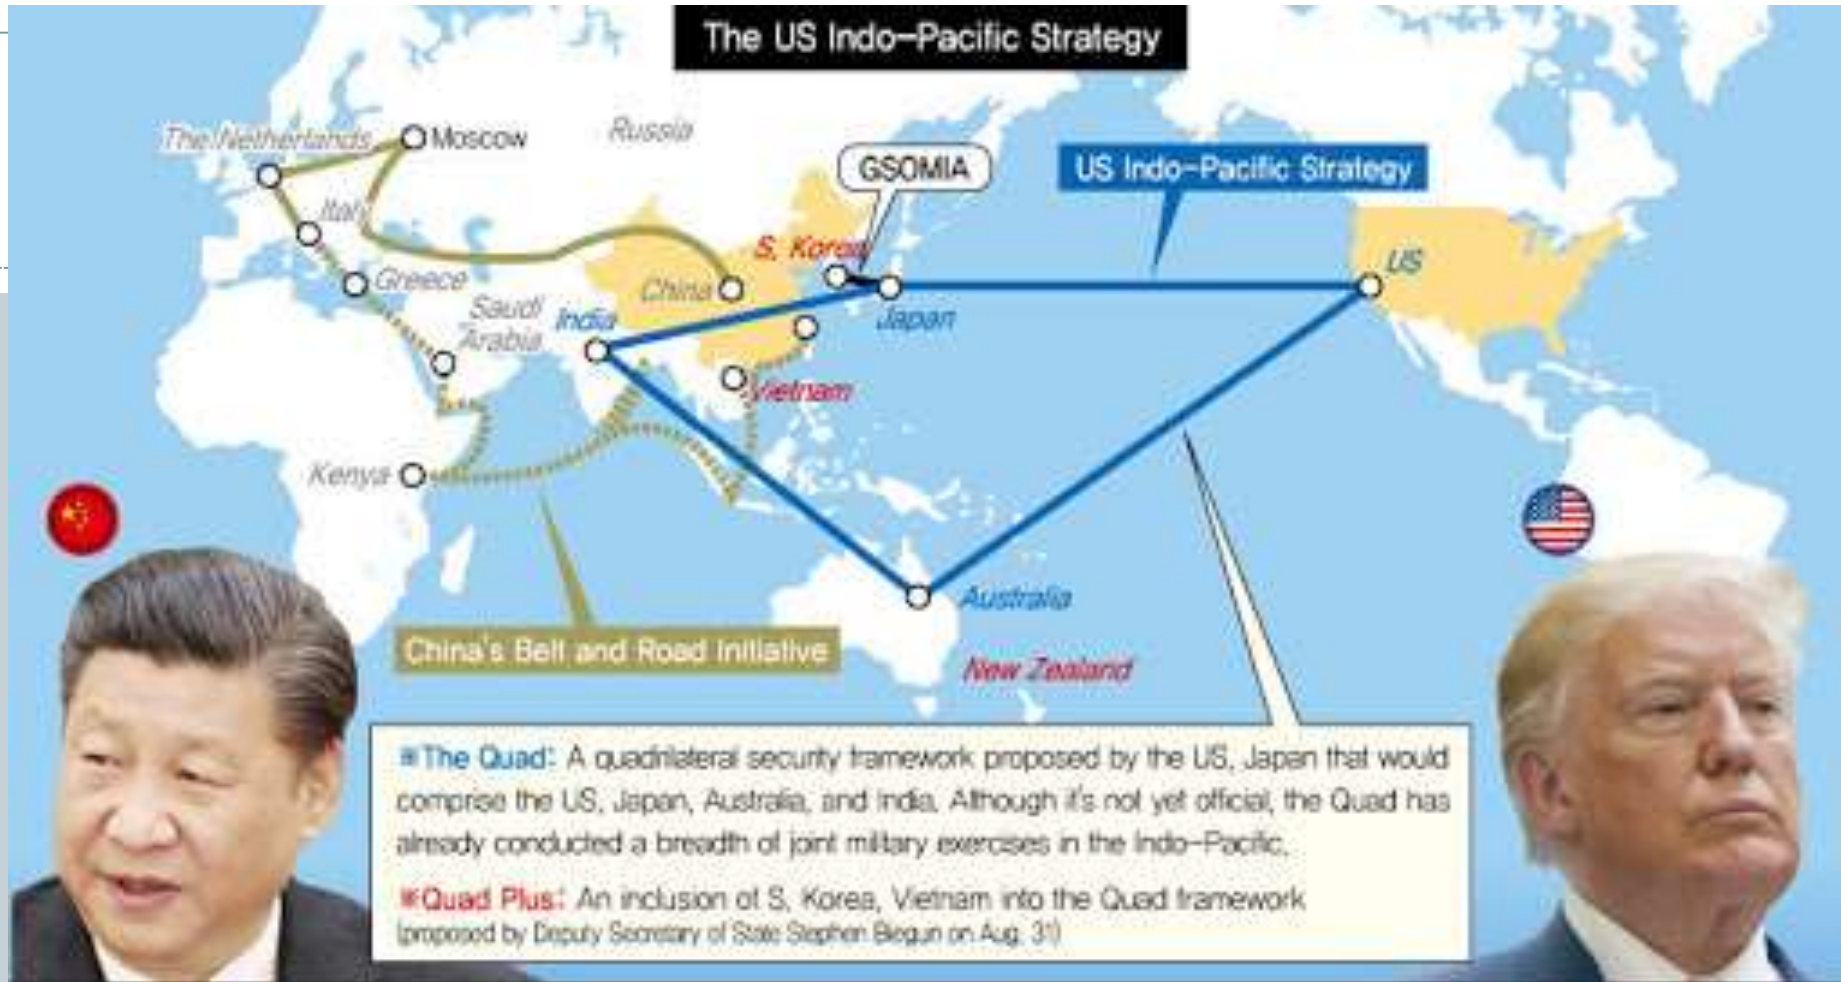 The US Indo-Pacific Strategy
The Netherlands
Moscow
Russia
GSOMIA
US Indo-Pacific Strategy
Italy
S. Korea
US
Greece
China
Saudi
Arabia
India
Japan
Vietnam
Kenya
Australia
China's Belt and Road Initiative
New Zealand
※The Quad: A quadrilateral security framework proposed by the US, Japan that would
comprise the US, Japan, Australia, and India. Although it's not yet official, the Quad has
already conducted a breadth of joint military exercises in the Indo-Pacific.
※Quad Plus: An inclusion of S. Korea, Vietnam into the Quad framework
(proposed by Deputy Secretary of State Stephen Biegun on Aug. 31)